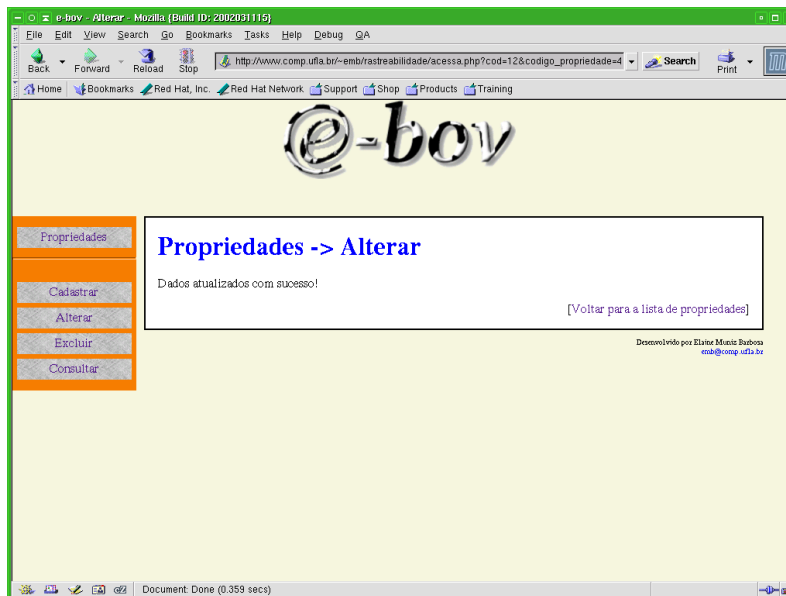 e-bov - Alterar - Mozilla {Build ID: 2002031115}
File Edit View Search Go Bookmarks Tasks Help Debug QA
Back Forward Reload Stop http://www.comp.ufla.br/~emb/rastreabilidade/acessa.php?cod=12&codigo_propriedade=4 Search Print
Home Bookmarks Red Hat, Inc. Red Hat Network Support Shop Products Training
e-bov
Propriedades
Cadastrar
Alterar
Excluir
Consultar
Propriedades -> Alterar
Dados atualizados com sucesso!
[Voltar para a lista de propriedades]
Desenvolvido por Elaine Muniz Barbosa
emb@comp.ufla.br
Document: Done (0.359 secs)